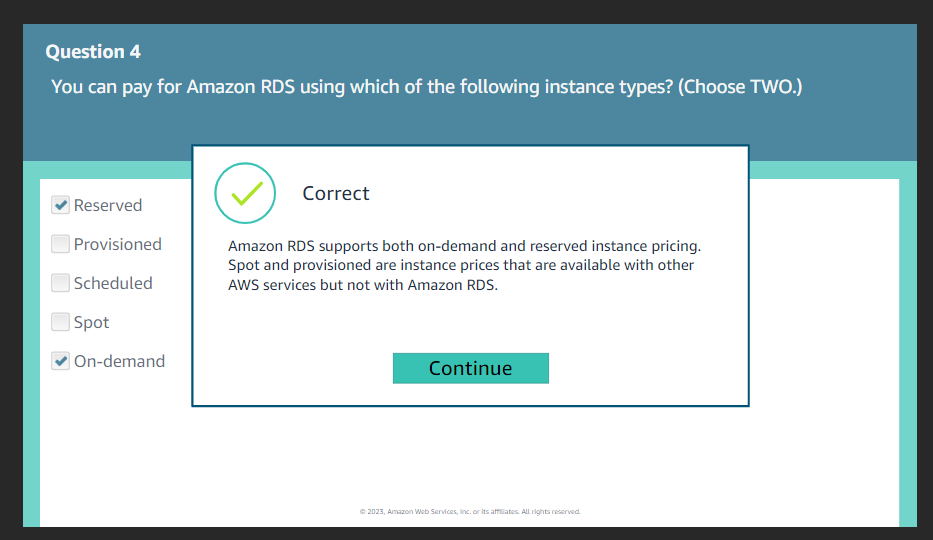 Question 4
You can pay for Amazon RDS using which of the following instance types? (Choose TWO.)
Reserved
Provisioned
Scheduled
Spot
On-demand
Correct
Amazon RDS supports both on-demand and reserved instance pricing.
Spot and provisioned are instance prices that are available with other
AWS services but not with Amazon RDS.
Continue
© 2023, Amazon Web Services, Inc. or its affiliates. All rights reserved.